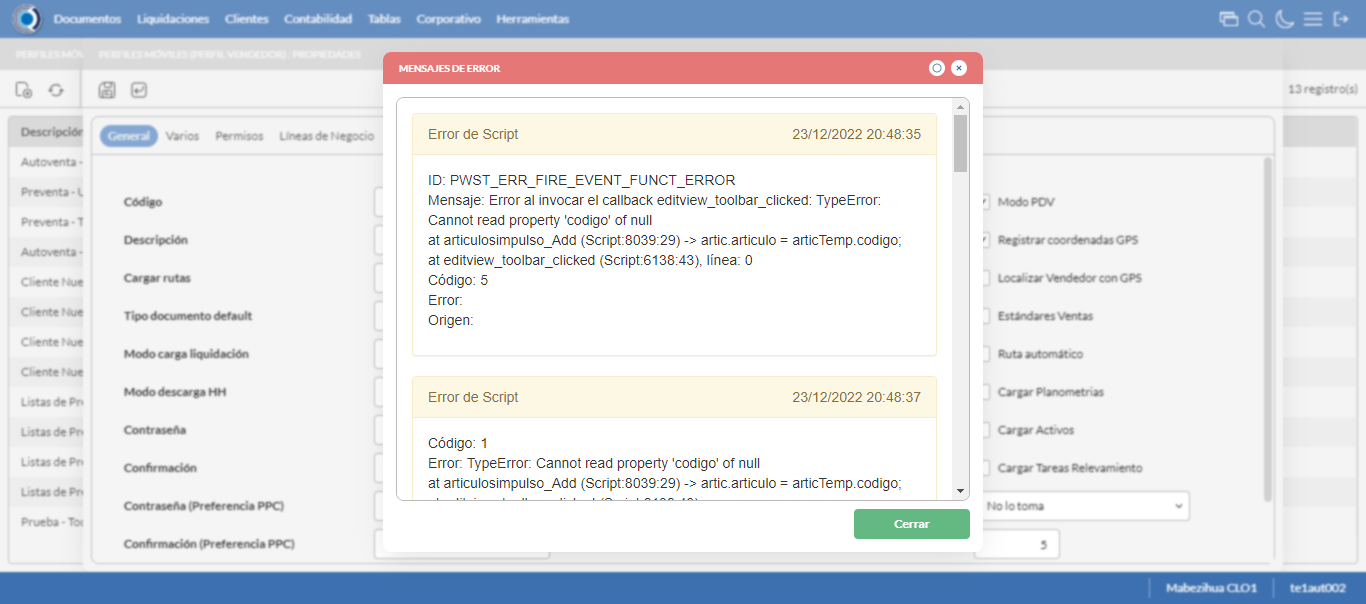 Documentos Liquidaciones Clientes Contabilidad Tablas Corporativo Herramientas
PERFILES MÓV PERFILES MÓVILES (PERFIL VENDEDOR) : PROPIEDADES
MENSAJES DE ERROR
13 registro(s)
Error de Script 23/12/2022 20:48:35
ID: PWST_ERR_FIRE_EVENT_FUNCT_ERROR
Mensaje: Error al invocar el callback editview_toolbar_clicked: TypeError:
Cannot read property 'codigo' of null
at articulosimpulso_Add (Script:8039:29) -> artic.articulo = articTemp.codigo;
at editview_toolbar_clicked (Script:6138:43), línea: 0
Código: 5
Error:
Origen:
Error de Script 23/12/2022 20:48:37
Código: 1
Error: TypeError: Cannot read property 'codigo' of null
at articulosimpulso_Add (Script:8039:29) -> artic.articulo = articTemp.codigo;
Cerrar
Descripción
Autoventa -
Preventa - U
Preventa - T
Autoventa -
Cliente Nue
Cliente Nue
Cliente Nue
Cliente Nue
Listas de Pre
Listas de Pre
Listas de Pre
Listas de Pre
Prueba - Too
General Varios Permisos Líneas de Negocio
Código
Descripción
Cargar rutas
Tipo documento default
Modo carga liquidación
Modo descarga HH
Contraseña
Confirmación
Contraseña (Preferencia PPC)
Confirmación (Preferencia PPC)
Modo PDV
Registrar coordenadas GPS
Localizar Vendedor con GPS
Estándares Ventas
Ruta automático
Cargar Planometrias
Cargar Activos
Cargar Tareas Relevamiento
No lo toma
5
Mabezihua CLO1 te1aut002